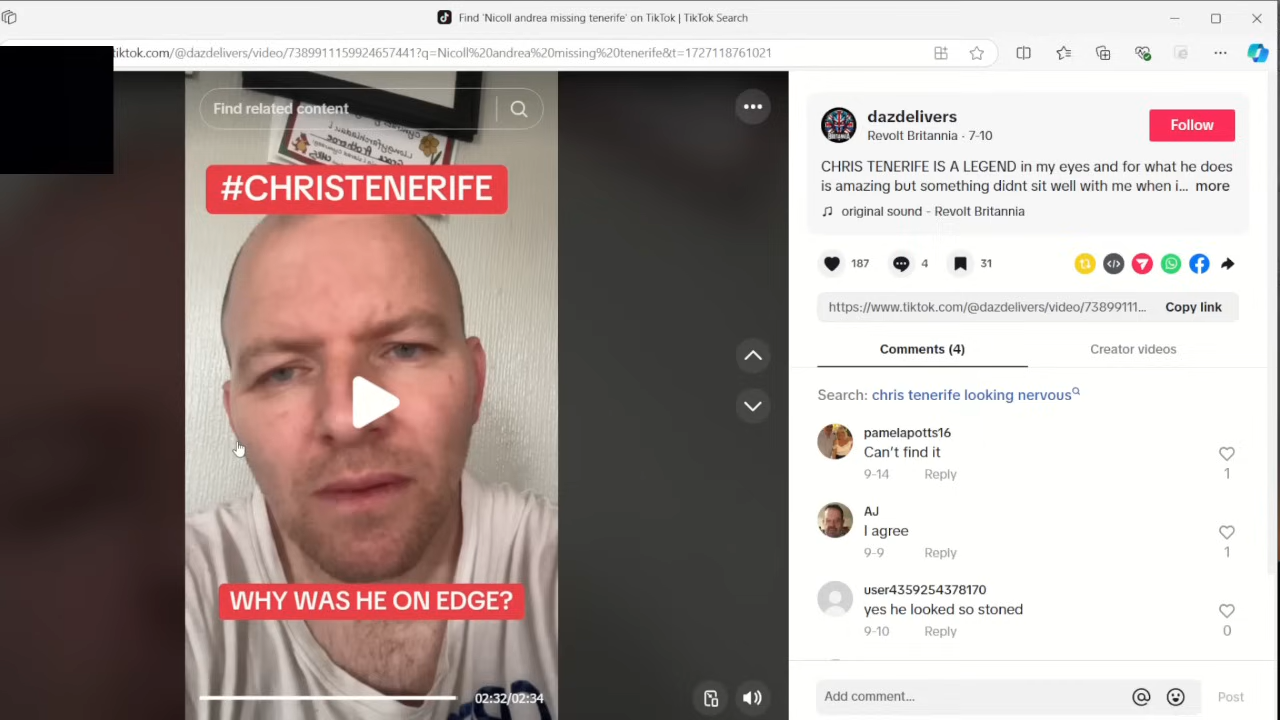 Find 'Nicoll andrea missing tenerife' on TikTok | TikTok Search
tiktok.com/@dazdelivers/video/7389911159924657441?q=Nicoll%20andrea%20missing%20tenerife&t=1727118761021
Find related content
#CHRISTENERIFE
WHY WAS HE ON EDGE?
02:32/02:34
dazdelivers
Revolt Britannia · 7-10
Follow
CHRIS TENERIFE IS A LEGEND in my eyes and for what he does
is amazing but something didnt sit well with me when i... more
original sound - Revolt Britannia
187
4
31
https://www.tiktok.com/@dazdelivers/video/73899111...
Copy link
Comments (4)
Creator videos
Search: chris tenerife looking nervous
pamelapotts16
Can't find it
9-14
Reply
1
AJ
I agree
9-9
Reply
1
user4359254378170
yes he looked so stoned
9-10
Reply
0
Add comment...
Post